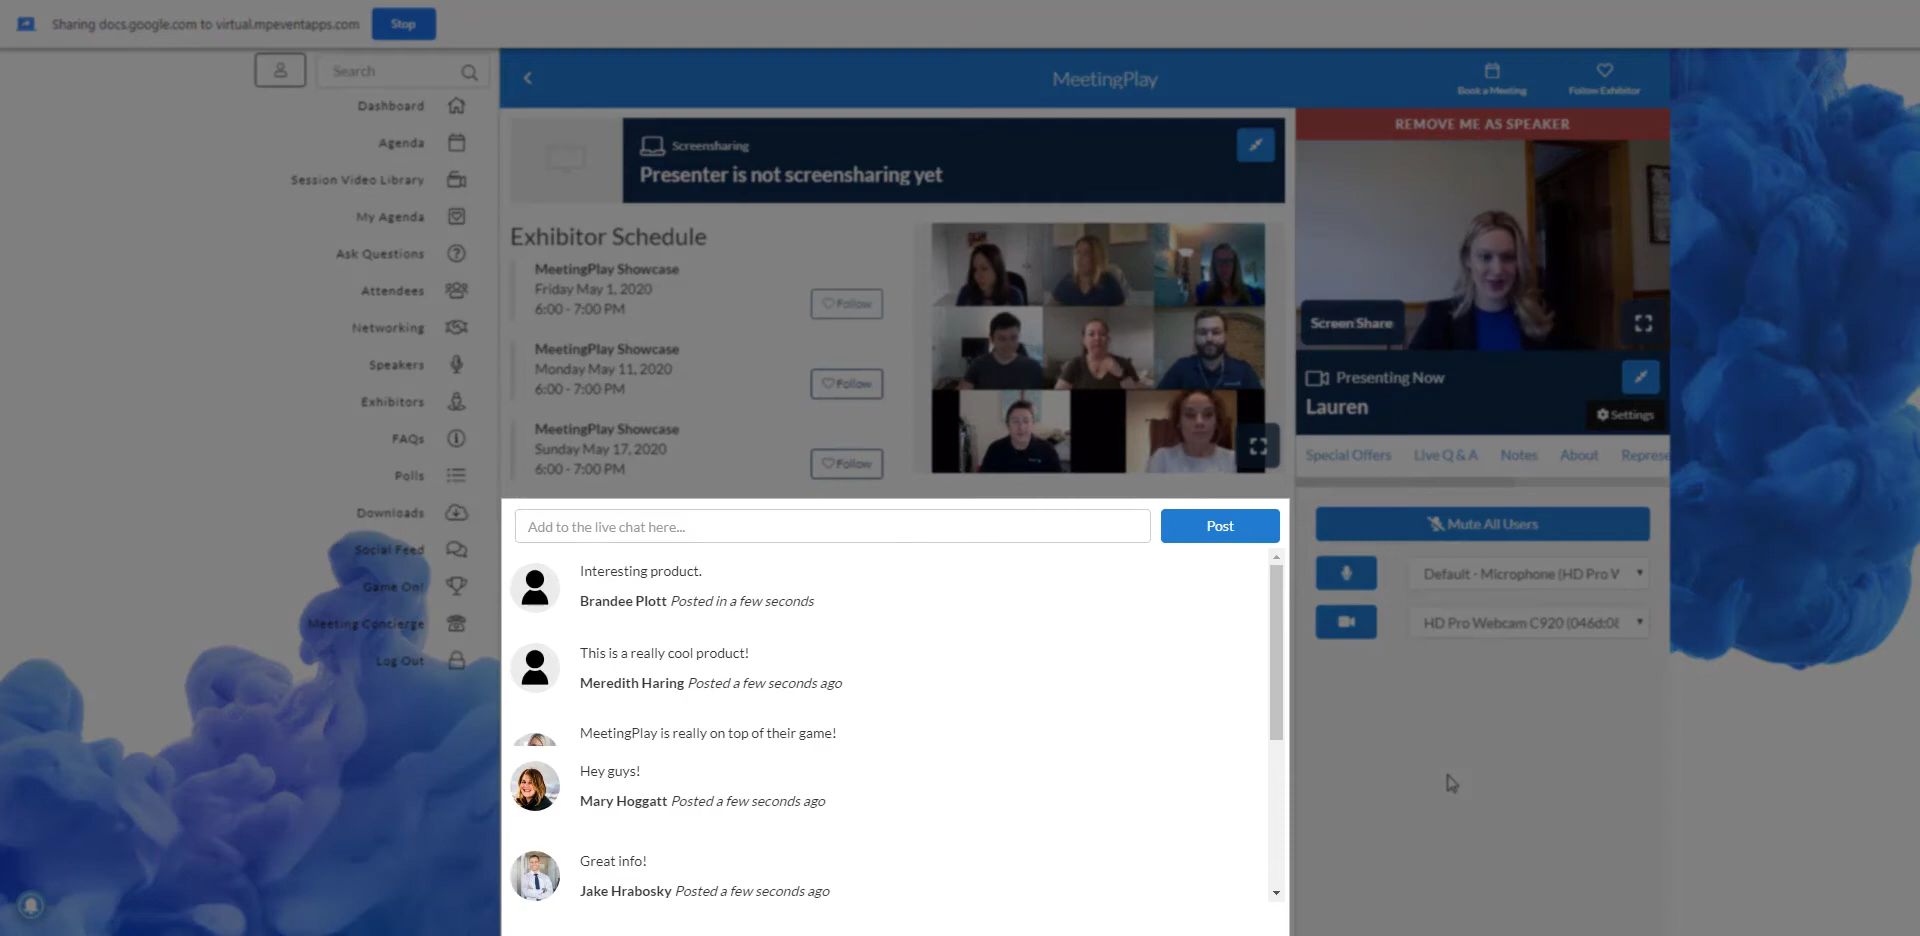 Sharing docs.google.com to virtual.mpeventapps.com
Stop
Search
Dashboard
Agenda
Session Video Library
My Agenda
Ask Questions
Attendees
Networking
Speakers
Exhibitors
FAQs
Polls
Downloads
Social Feed
Game On!
Meeting Concierge
Log Out
MeetingPlay
Book a Meeting
Follow Exhibitor
Screensharing
Presenter is not screensharing yet
Exhibitor Schedule
MeetingPlay Showcase
Friday May 1, 2020
6:00 - 7:00 PM
Follow
MeetingPlay Showcase
Monday May 11, 2020
6:00 - 7:00 PM
Follow
MeetingPlay Showcase
Sunday May 17, 2020
6:00 - 7:00 PM
Follow
Add to the live chat here...
Post
Interesting product.
Brandee Plott Posted in a few seconds
This is a really cool product!
Meredith Haring Posted a few seconds ago
MeetingPlay is really on top of their game!
Hey guys!
Mary Hoggatt Posted a few seconds ago
Great info!
Jake Hrabosky Posted a few seconds ago
REMOVE ME AS SPEAKER
Screen Share
Presenting Now
Lauren
Settings
Special Offers Live Q & A Notes About Represe
Mute All Users
Default - Microphone (HD Pro V
HD Pro Webcam C920 (046d:08